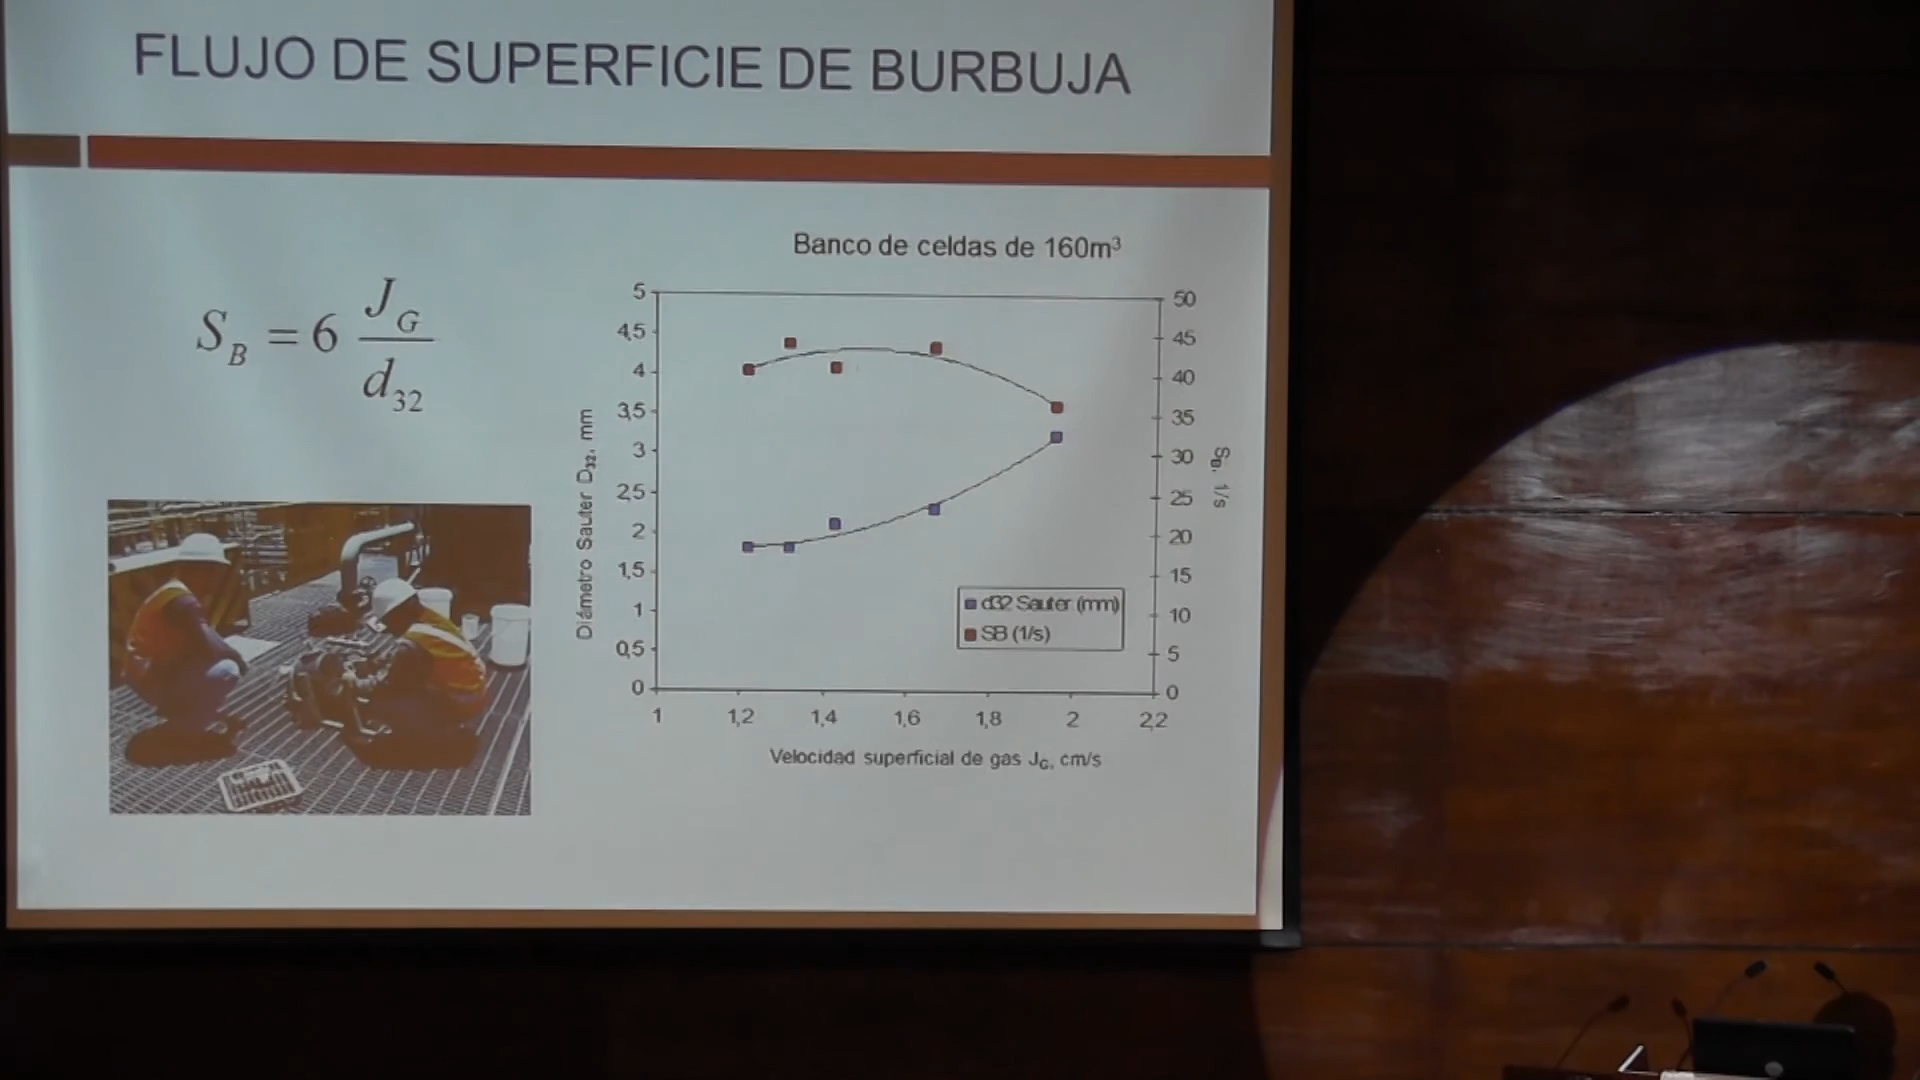 FLUJO DE SUPERFICIE DE BURBUJA
S_B = 6 J_G / d_32
Banco de celdas de 160m³
5
4,5
4
3,5
3
2,5
2
1,5
1
0,5
0
Diámetro Sauter D32, mm
50
45
40
35
30
25
20
15
10
5
0
SB, 1/s
d32 Sauter (mm)
SB (1/s)
1 1,2 1,4 1,6 1,8 2 2,2
Velocidad superficial de gas JG, cm/s